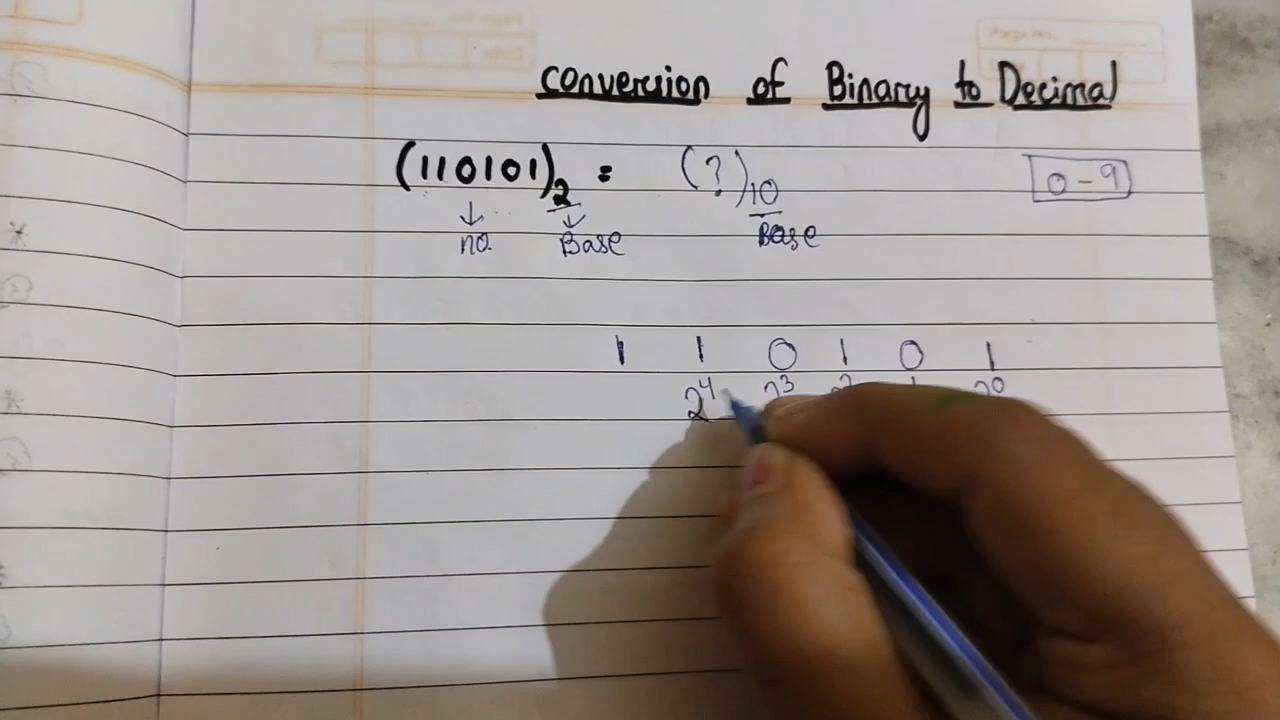 conversion of Binary to Decimal
(110101)₂ = (?)₁₀ 0-9
no. Base Base
1 1 0 1 0 1
2⁴ 2³ 2⁰